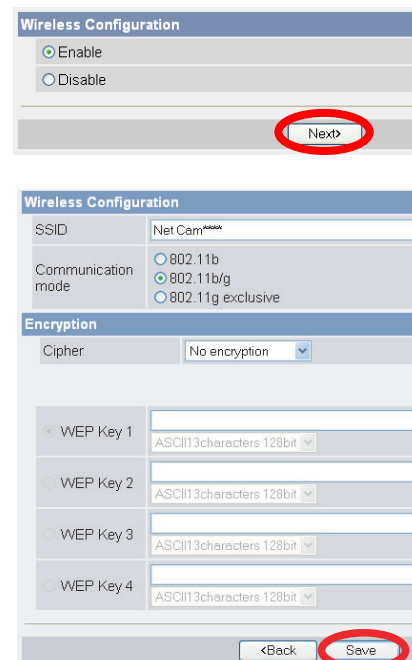 Wireless Configuration
Enable
Disable
Next>
Wireless Configuration
SSID
Net Cam****
Communication mode
802.11b
802.11b/g
802.11g exclusive
Encryption
Cipher
No encryption
WEP Key 1
ASCII13characters 128bit
WEP Key 2
ASCII13characters 128bit
WEP Key 3
ASCII13characters 128bit
WEP Key 4
ASCII13characters 128bit
<Back
Save